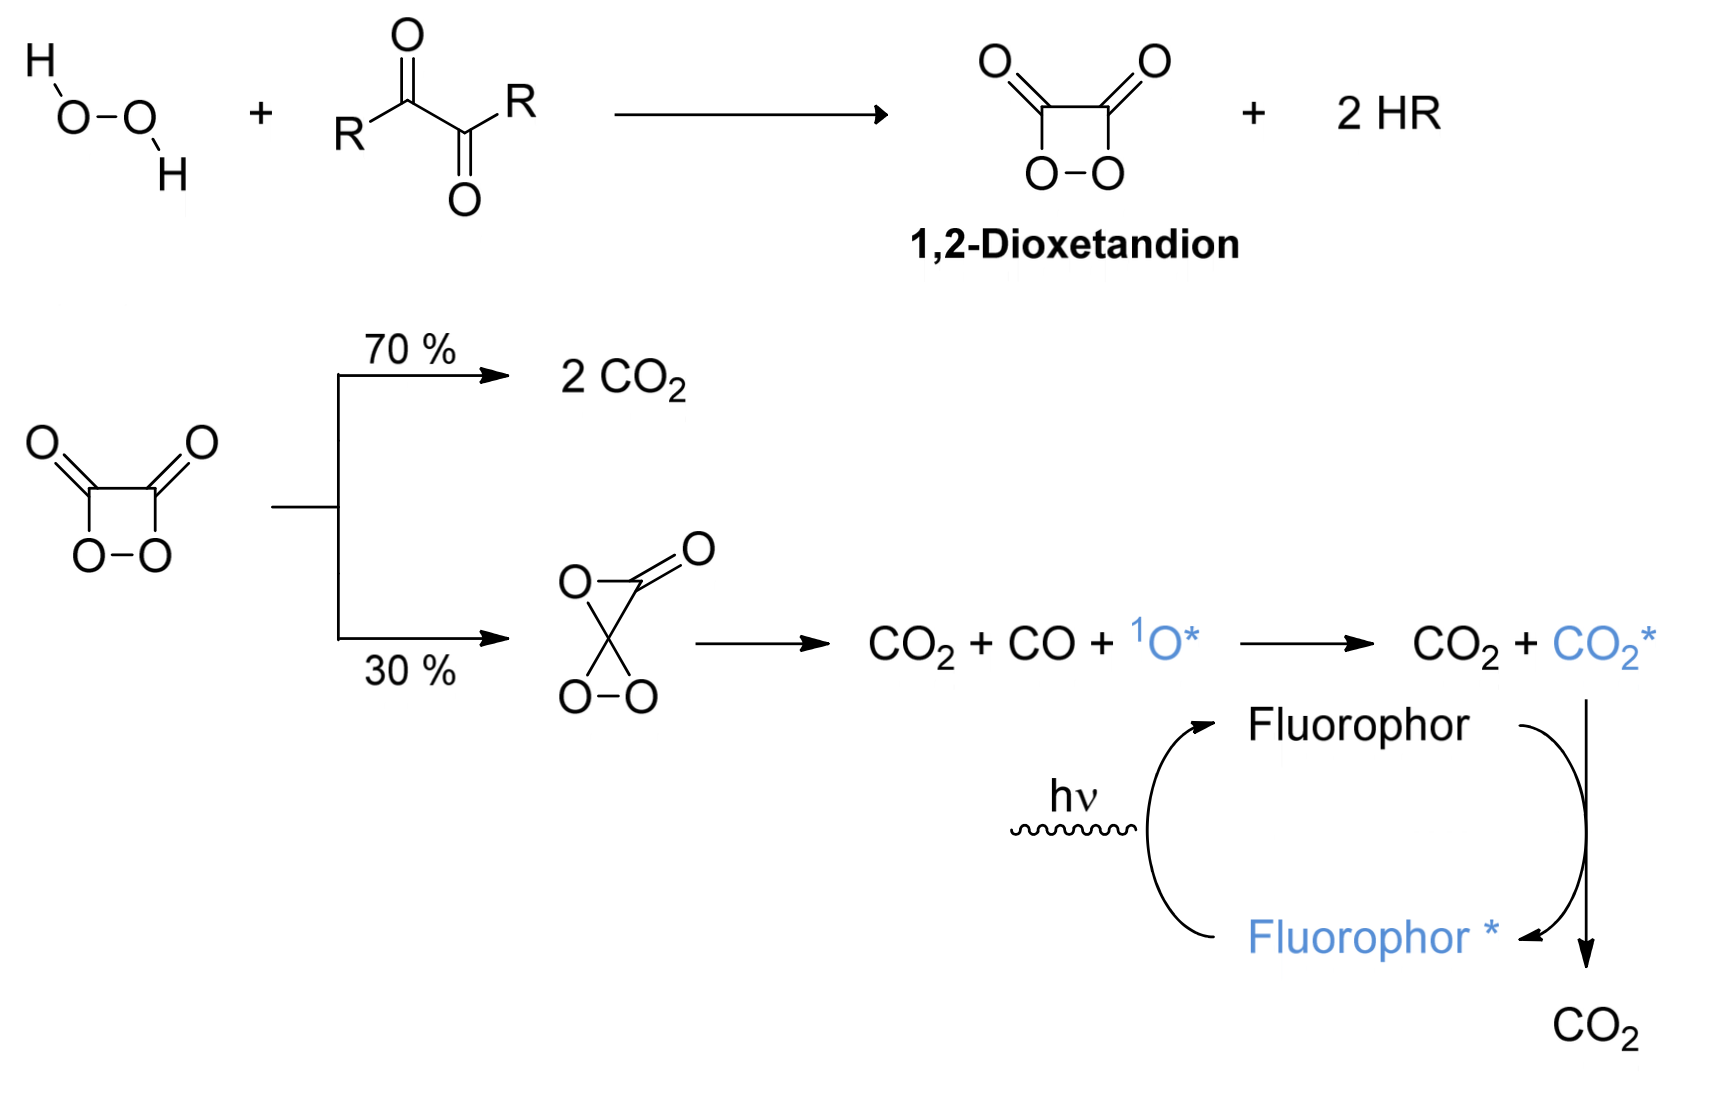 H
O-O
H
+
O
R
R
O
O O
O-O
+ 2 HR
1,2-Dioxetandion
70 %
2 CO₂
O O
O-O
30 %
O
O
O-O
CO₂ + CO + ¹O*
CO₂ + CO₂*
Fluorophor
hν
Fluorophor *
CO₂